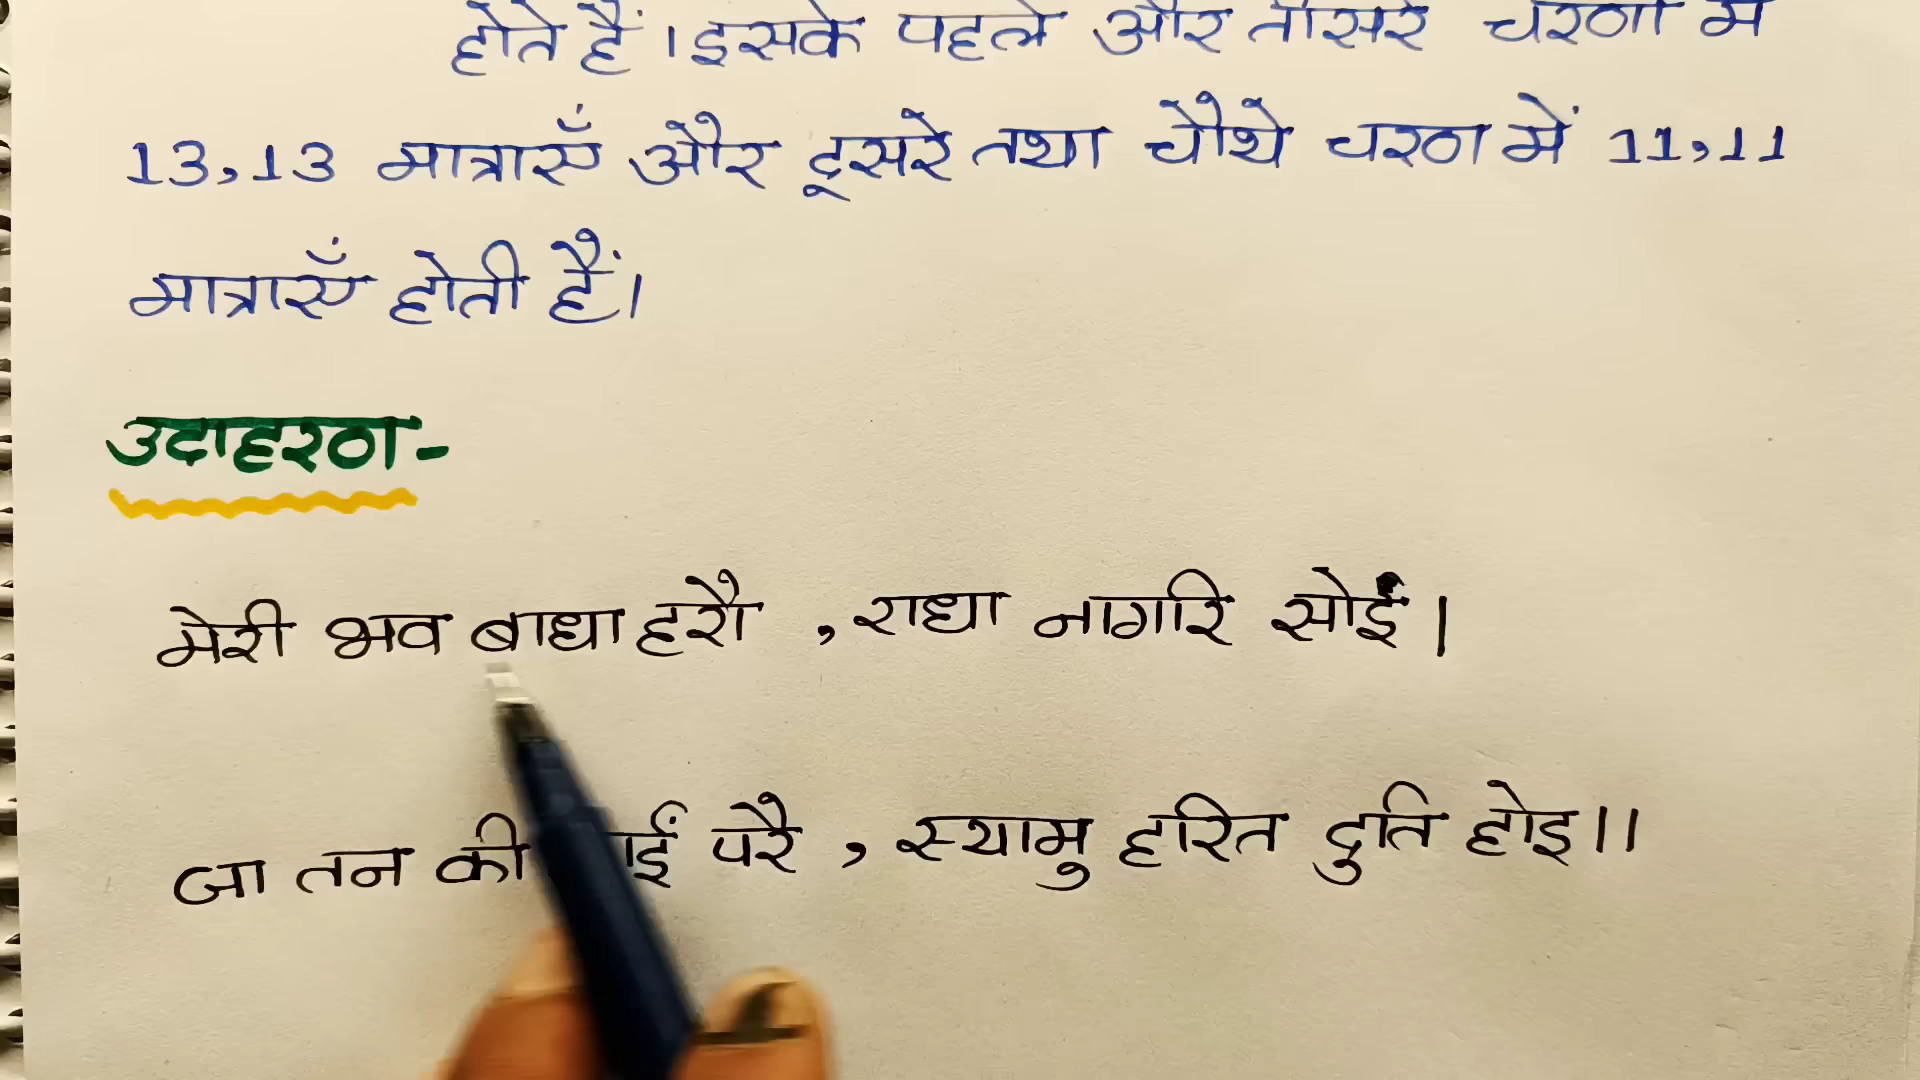 होते हैं। इसके पहले और तीसरे चरणों में
13,13 मात्राएँ और दूसरे तथा चौथे चरण में 11,11
मात्राएँ होती हैं।
उदाहरण-
मेरी भव बाधा हरौ , राधा नागरि सोई।
जा तन की परै , स्यामु हरित दुति होइ।।